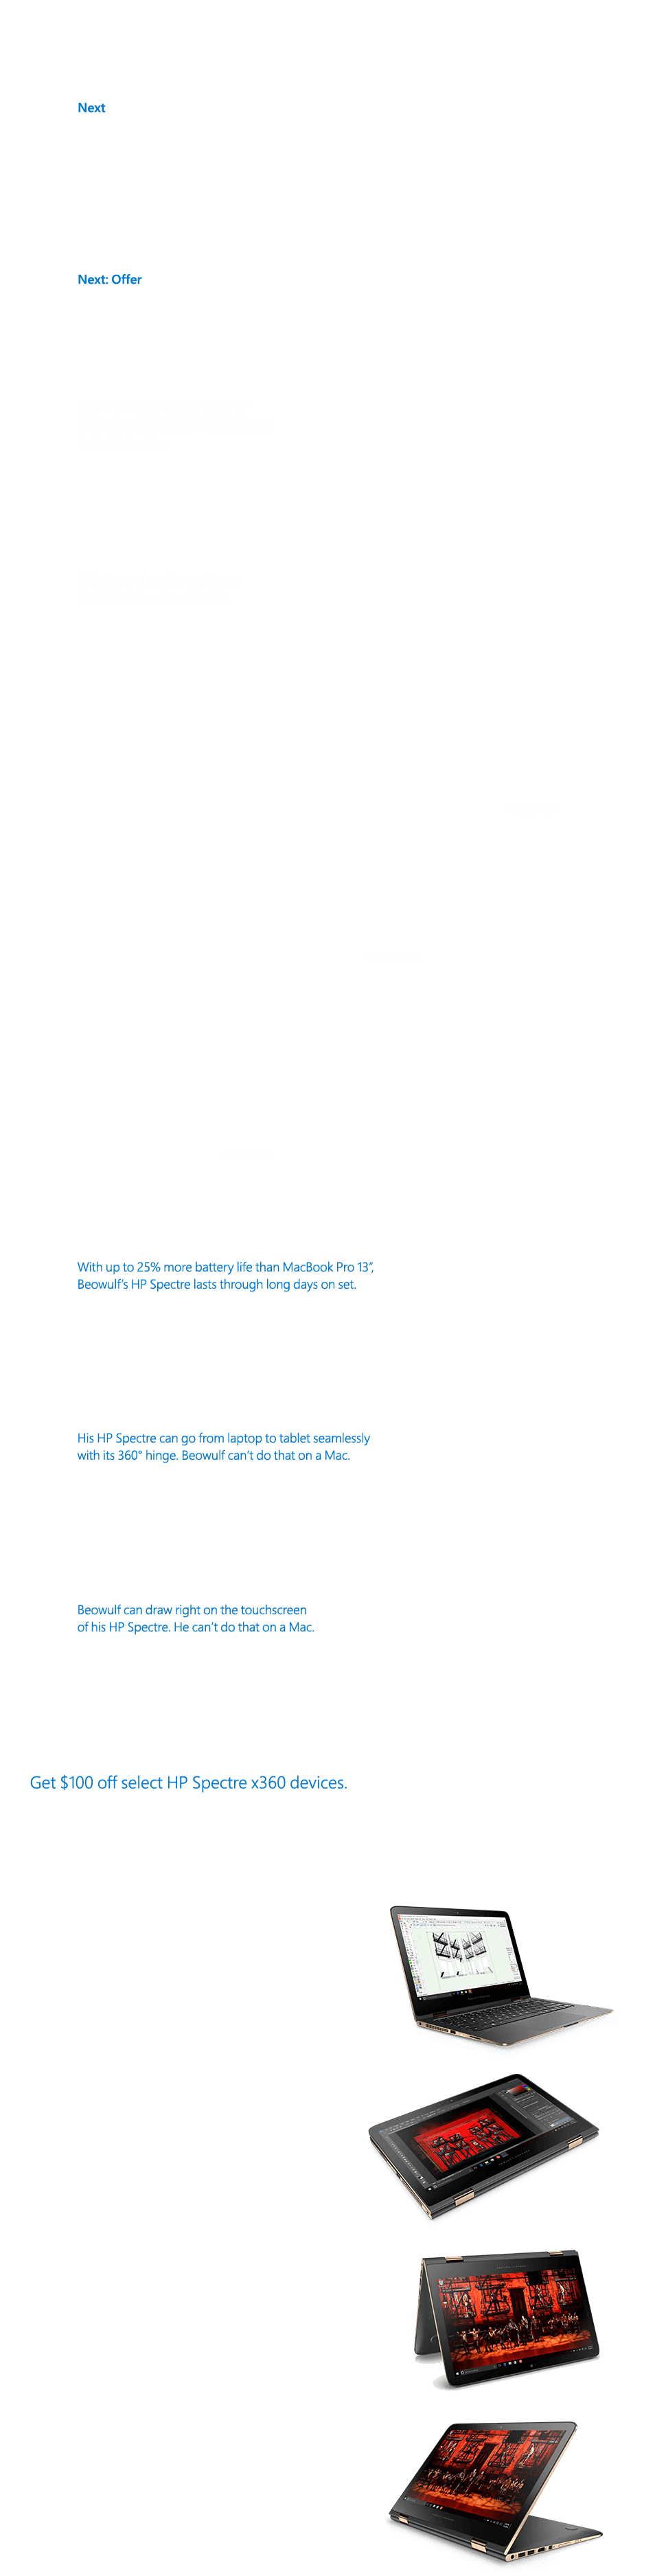 Next
Next: Offer
With up to 25% more battery life than MacBook Pro 13”,
Beowulf’s HP Spectre lasts through long days on set.
His HP Spectre can go from laptop to tablet seamlessly
with its 360° hinge. Beowulf can’t do that on a Mac.
Beowulf can draw right on the touchscreen
of his HP Spectre. He can’t do that on a Mac.
Get $100 off select HP Spectre x360 devices.